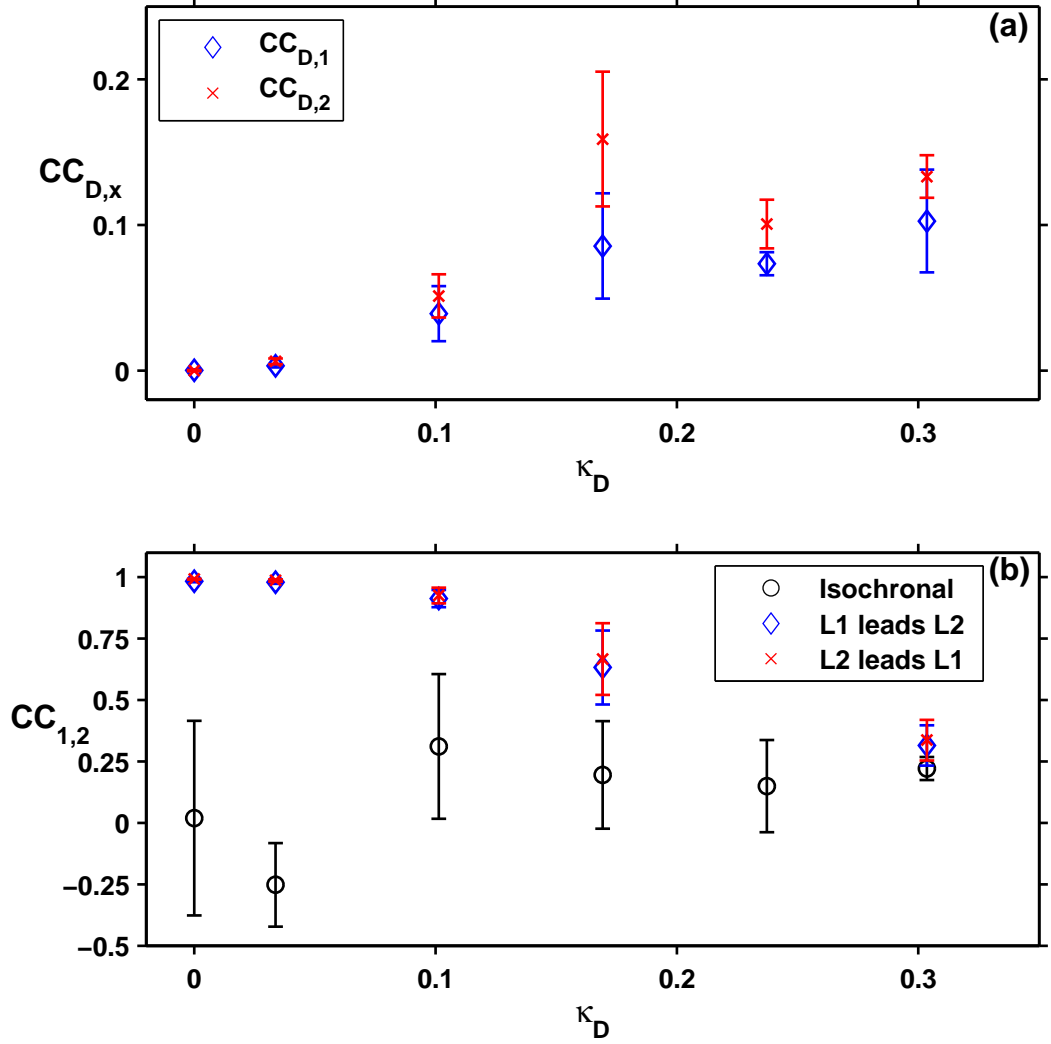 (a)
CC_D,1
CC_D,2
0.2
0.1
0
CC_D,x
0
0.1
0.2
0.3
κ_D
(b)
Isochronal
L1 leads L2
L2 leads L1
1
0.75
0.5
0.25
0
−0.25
−0.5
CC_1,2
0
0.1
0.2
0.3
κ_D